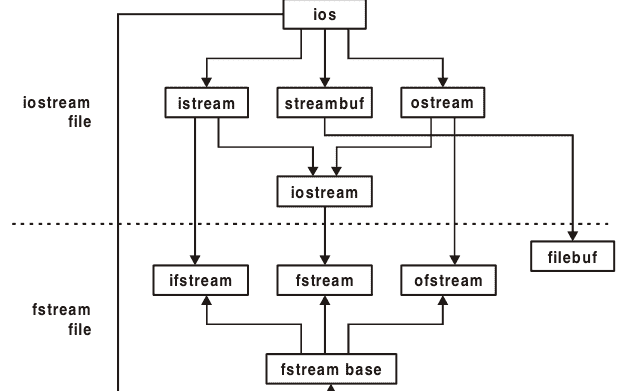 ios
istream
streambuf
ostream
iostream
file
iostream
filebuf
ifstream
fstream
ofstream
fstream
file
fstream base